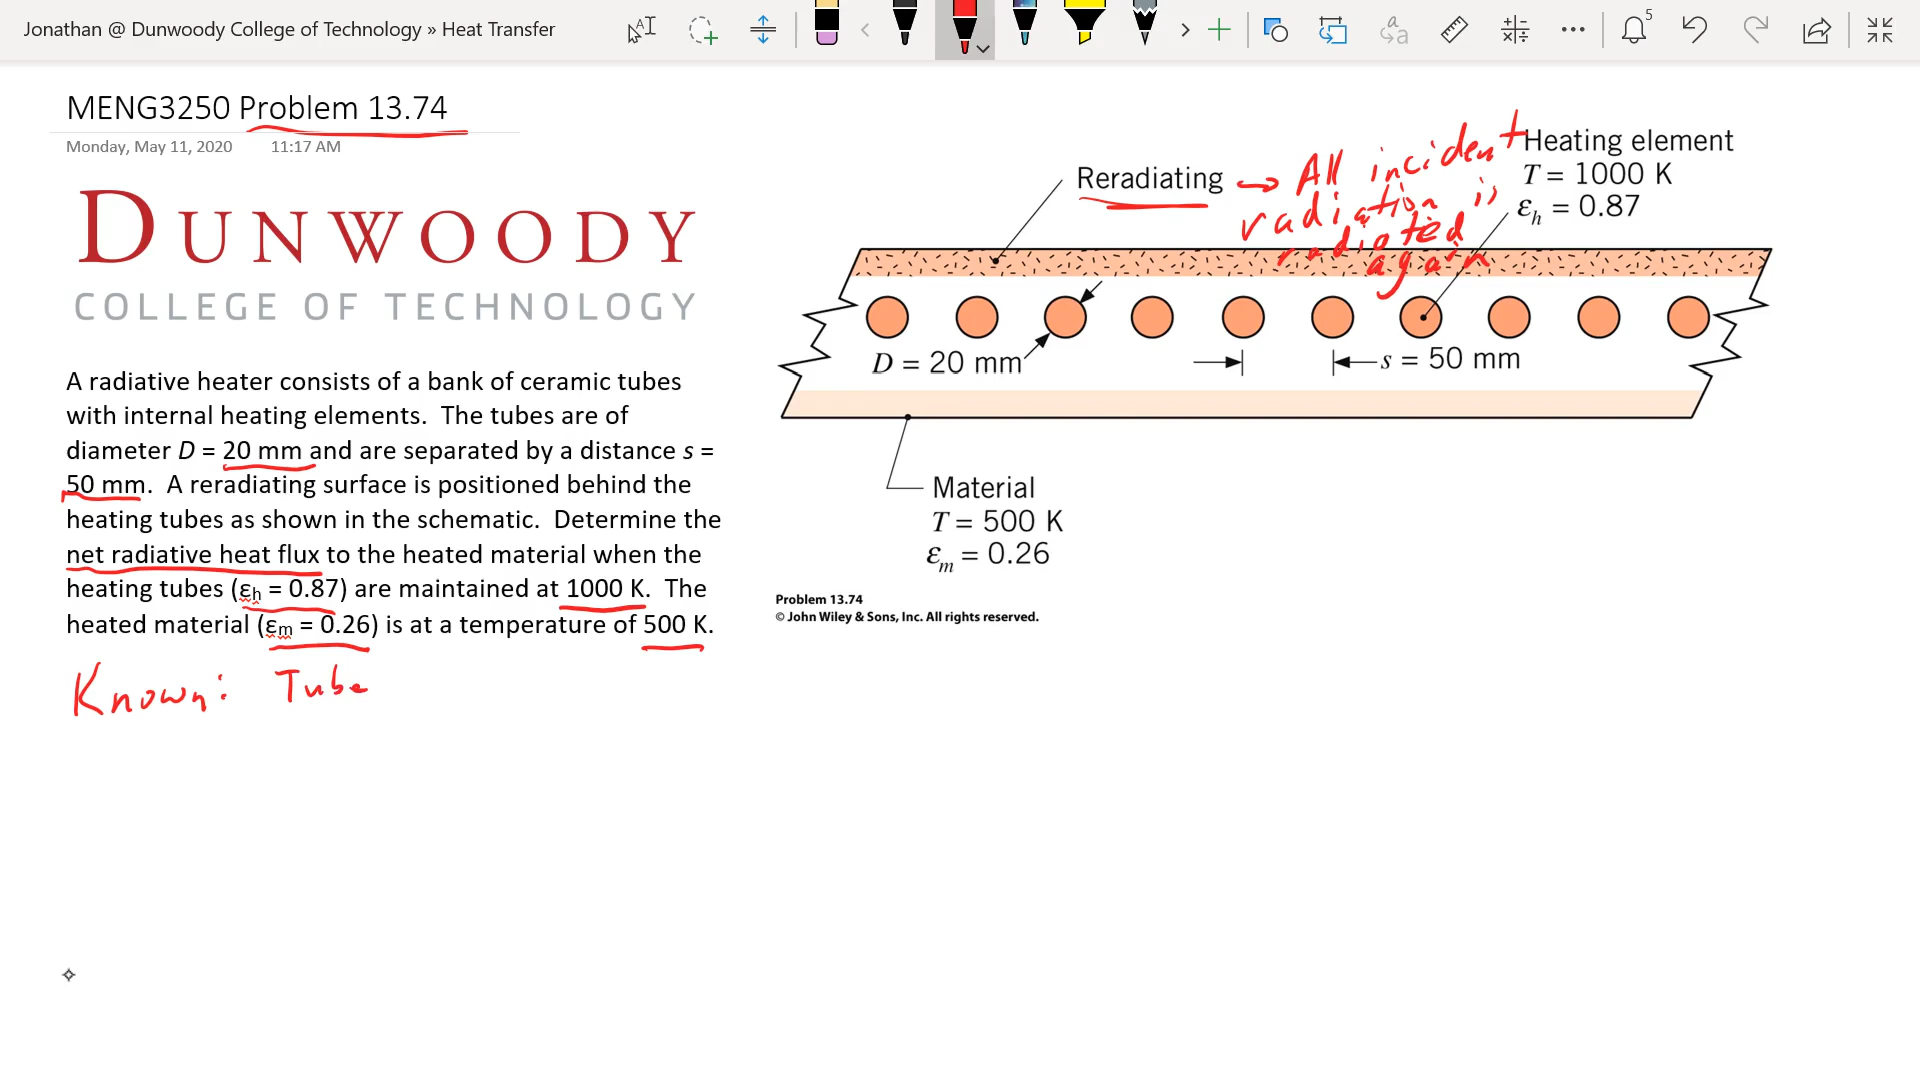 Jonathan @ Dunwoody College of Technology » Heat Transfer
5
MENG3250 Problem 13.74
Monday, May 11, 2020 11:17 AM
DUNWOODY
COLLEGE OF TECHNOLOGY
A radiative heater consists of a bank of ceramic tubes
with internal heating elements. The tubes are of
diameter D = 20 mm and are separated by a distance s =
50 mm. A reradiating surface is positioned behind the
heating tubes as shown in the schematic. Determine the
net radiative heat flux to the heated material when the
heating tubes (εh = 0.87) are maintained at 1000 K. The
heated material (εm = 0.26) is at a temperature of 500 K.
Known: Tube
Reradiating → All incident
radiation is
radiated
again
Heating element
T = 1000 K
εh = 0.87
D = 20 mm
s = 50 mm
Material
T = 500 K
εm = 0.26
Problem 13.74
© John Wiley & Sons, Inc. All rights reserved.